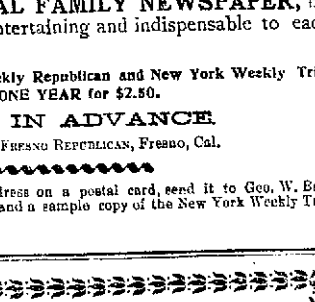 AL FAMILY NEWSPAPER,
ntertaining and indispensable to eac
kly Republican and New York Weekly Tri
ONE YEAR for $2.50.
IN ADVANCE.
FRESNO REPUBLICAN, Fresno, Cal.
dress on a postal card, send it to Geo. W. B
and a sample copy of the New York Weekly T